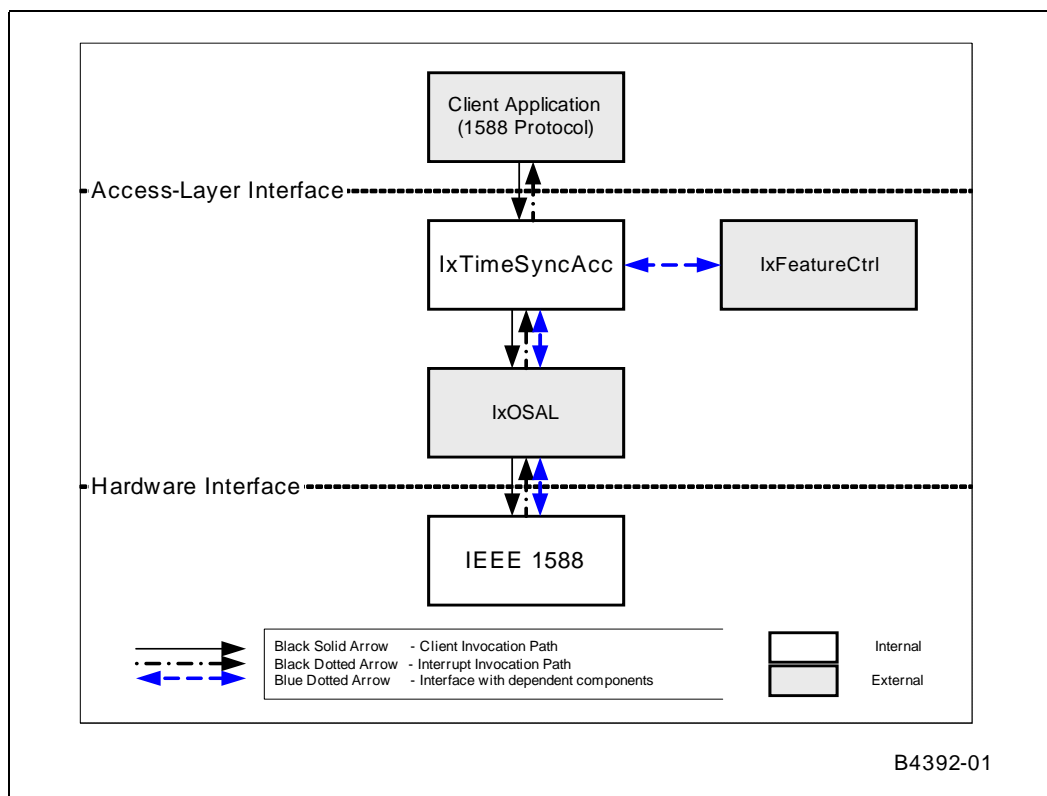 Client Application
(1588 Protocol)
Access-Layer Interface
IxTimeSyncAcc
IxFeatureCtrl
IxOSAL
Hardware Interface
IEEE 1588
Black Solid Arrow - Client Invocation Path
Black Dotted Arrow - Interrupt Invocation Path
Blue Dotted Arrow - Interface with dependent components
Internal
External
B4392-01